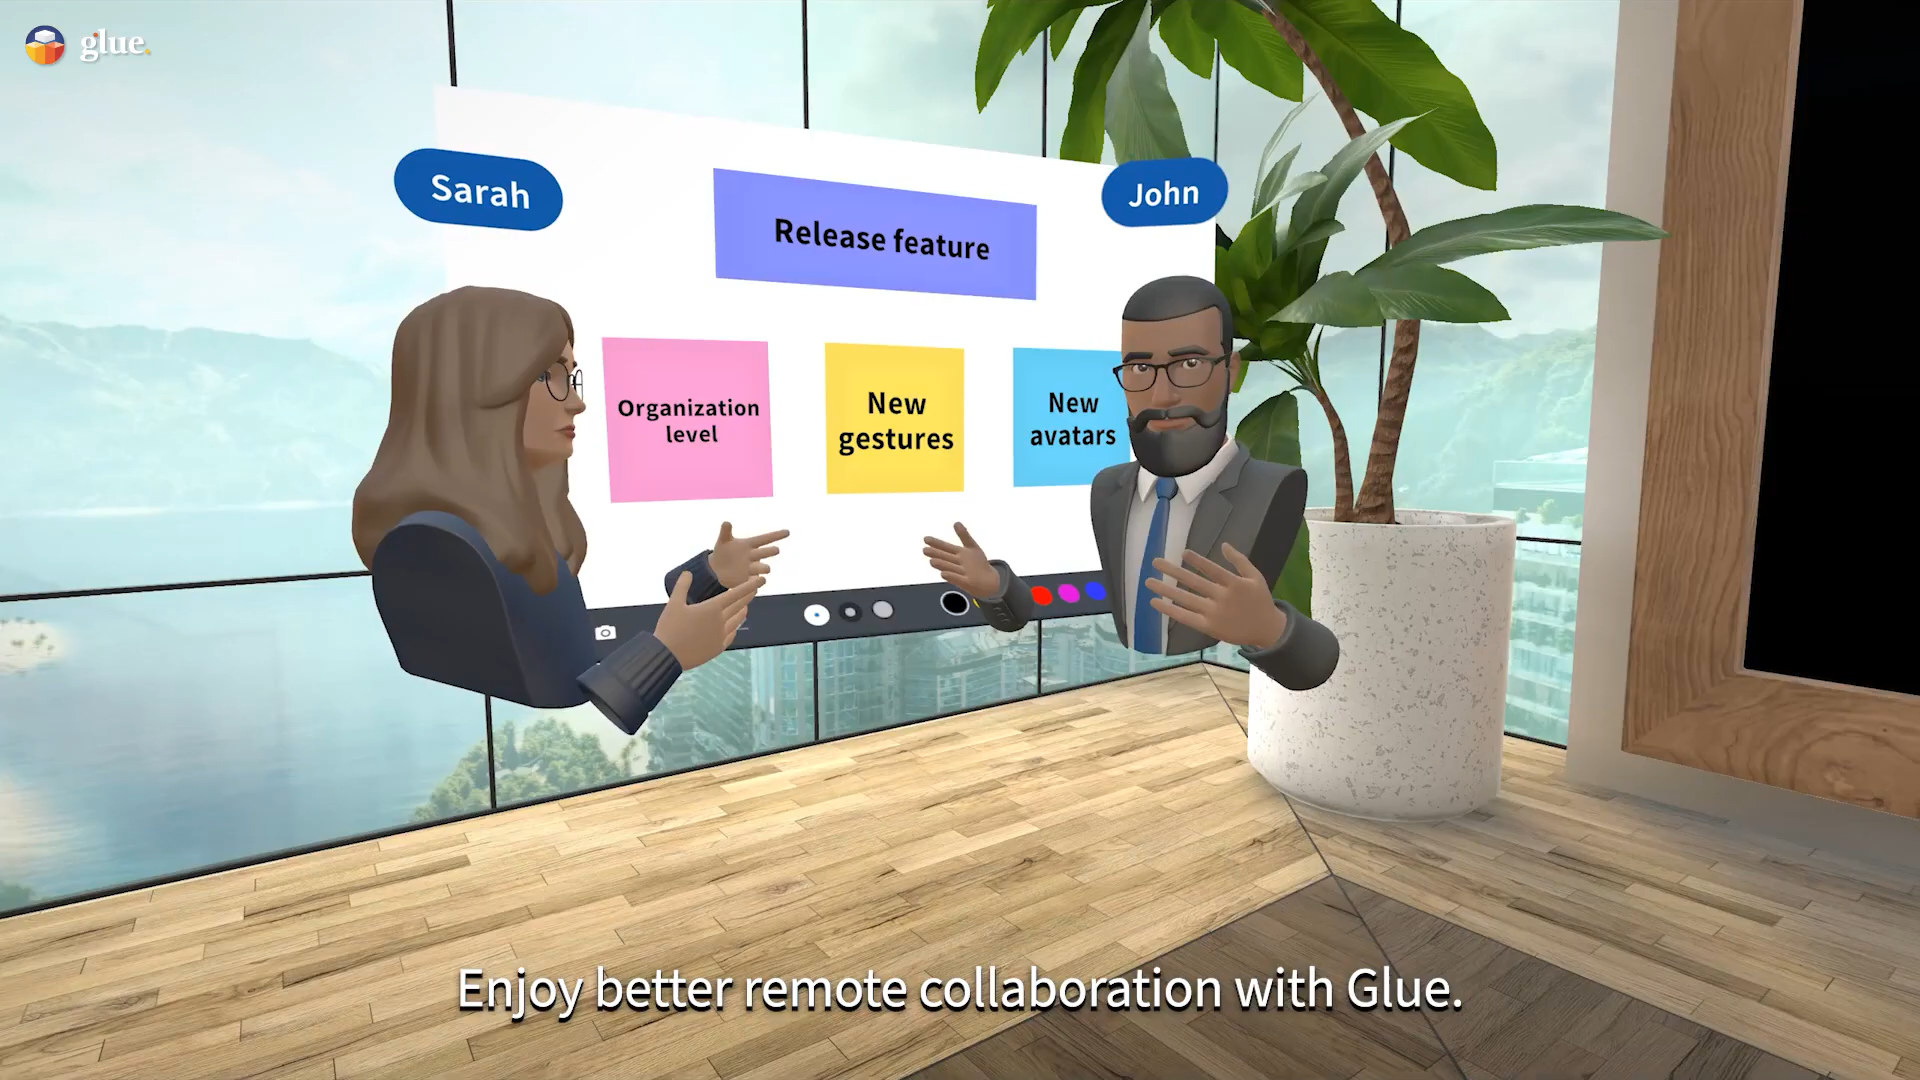 glue.
Sarah
John
Release feature
Organization
level
New
gestures
New
avatars
Enjoy better remote collaboration with Glue.